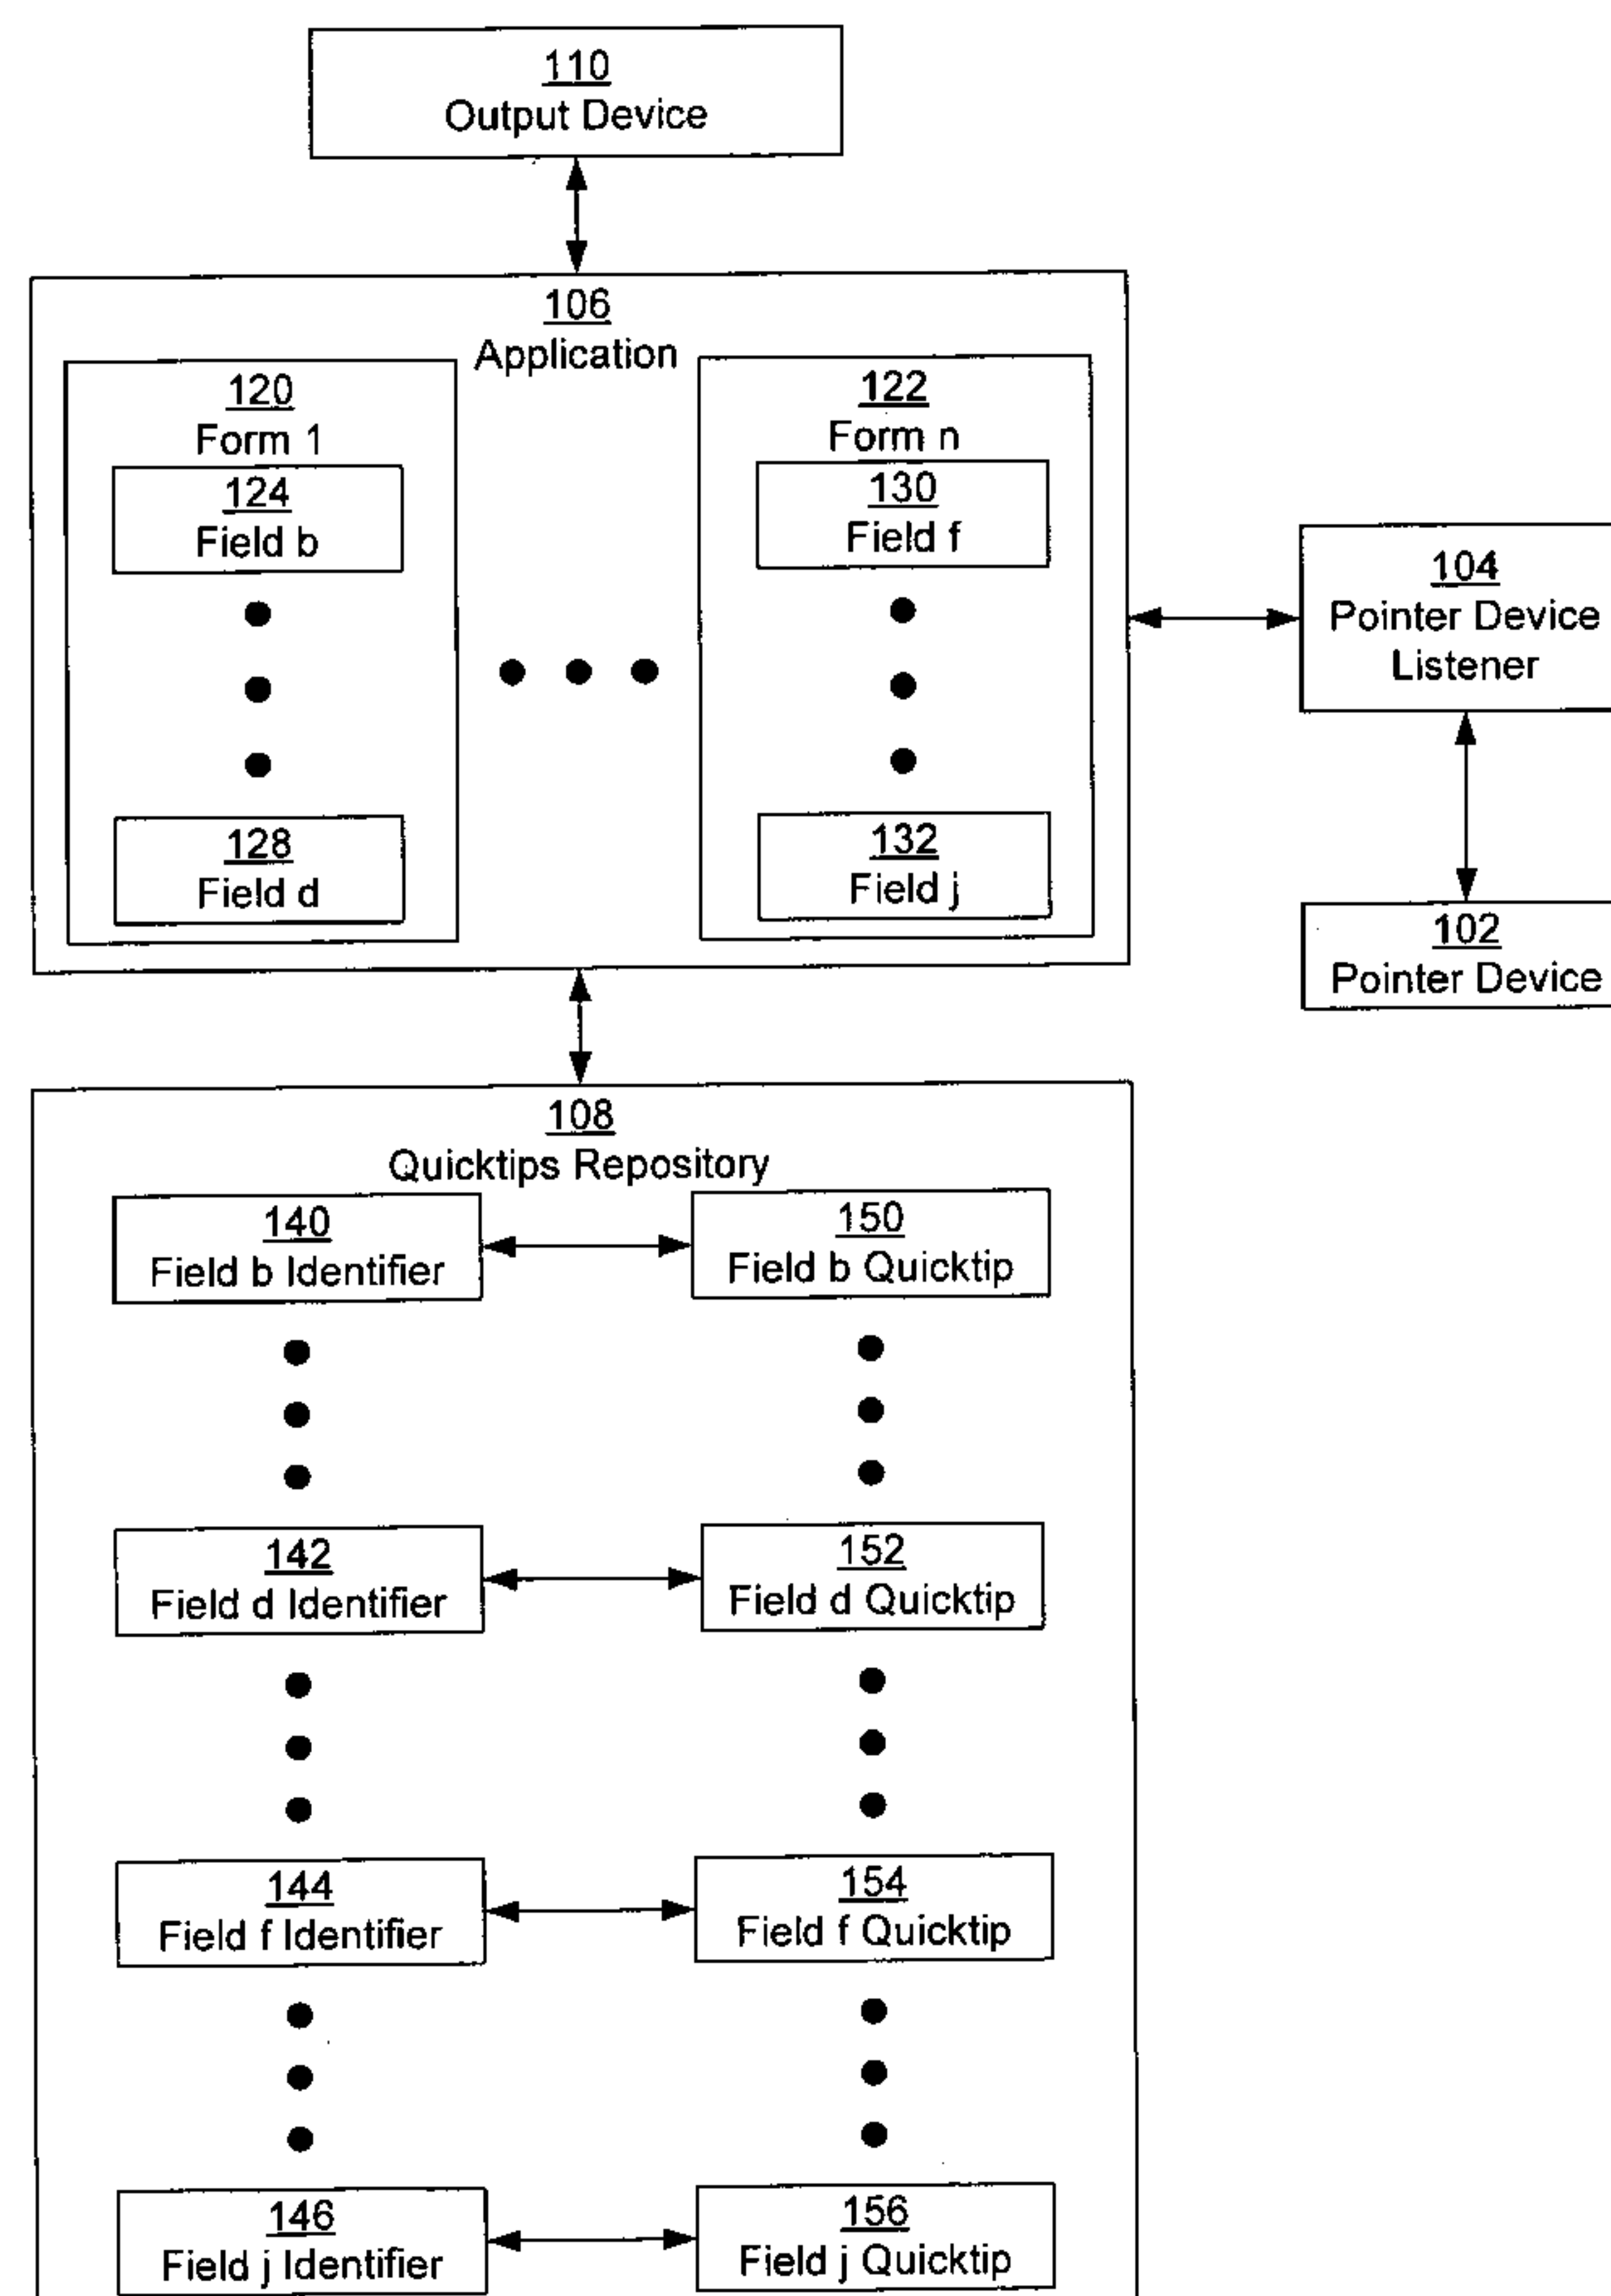 110
Output Device
106
Application
120
Form 1
124
Field b
128
Field d
122
Form n
130
Field f
132
Field j
104
Pointer Device
Listener
102
Pointer Device
108
Quicktips Repository
140
Field b Identifier
150
Field b Quicktip
142
Field d Identifier
152
Field d Quicktip
144
Field f Identifier
154
Field f Quicktip
146
Field j Identifier
156
Field j Quicktip